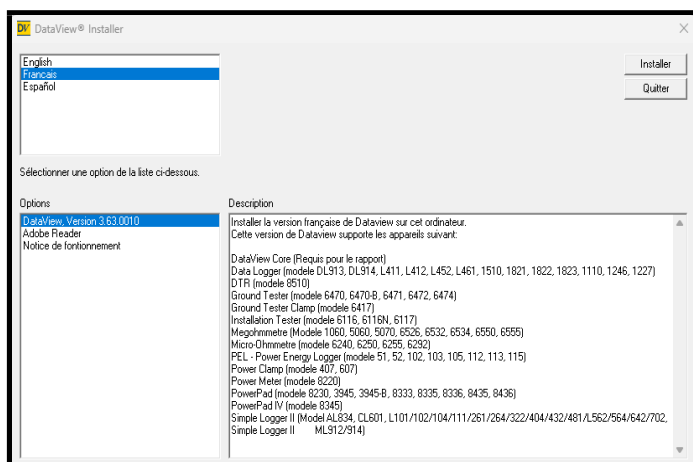 DV DataView® Installer
English
Francais
Español
Installer
Quitter
Sélectionner une option de la liste ci-dessous.
Options
DataView, Version 3.63.0010
Adobe Reader
Notice de fontionnement
Description
Installer la version française de Dataview sur cet ordinateur.
Cette version de Dataview supporte les appareils suivant:
DataView Core (Requis pour le rapport)
Data Logger (modele DL913, DL914, L411, L412, L452, L461, 1510, 1821, 1822, 1823, 1110, 1246, 1227)
DTR (modele 8510)
Ground Tester (modele 6470, 6470-B, 6471, 6472, 6474)
Ground Tester Clamp (modele 6417)
Installation Tester (modele 6116, 6116N, 6117)
Megohmmetre (Modele 1060, 5060, 5070, 6526, 6532, 6534, 6550, 6555)
Micro-Ohmmetre (modele 6240, 6250, 6255, 6292)
PEL - Power Energy Logger (modele 51, 52, 102, 103, 105, 112, 113, 115)
Power Clamp (modele 407, 607)
Power Meter (modele 8220)
PowerPad (modele 8230, 3945, 3945-B, 8333, 8335, 8336, 8435, 8436)
PowerPad IV (modele 8345)
Simple Logger II (Model AL834, CL601, L101/102/104/111/261/264/322/404/432/481/L562/564/642/702,
Simple Logger II ML912/914)